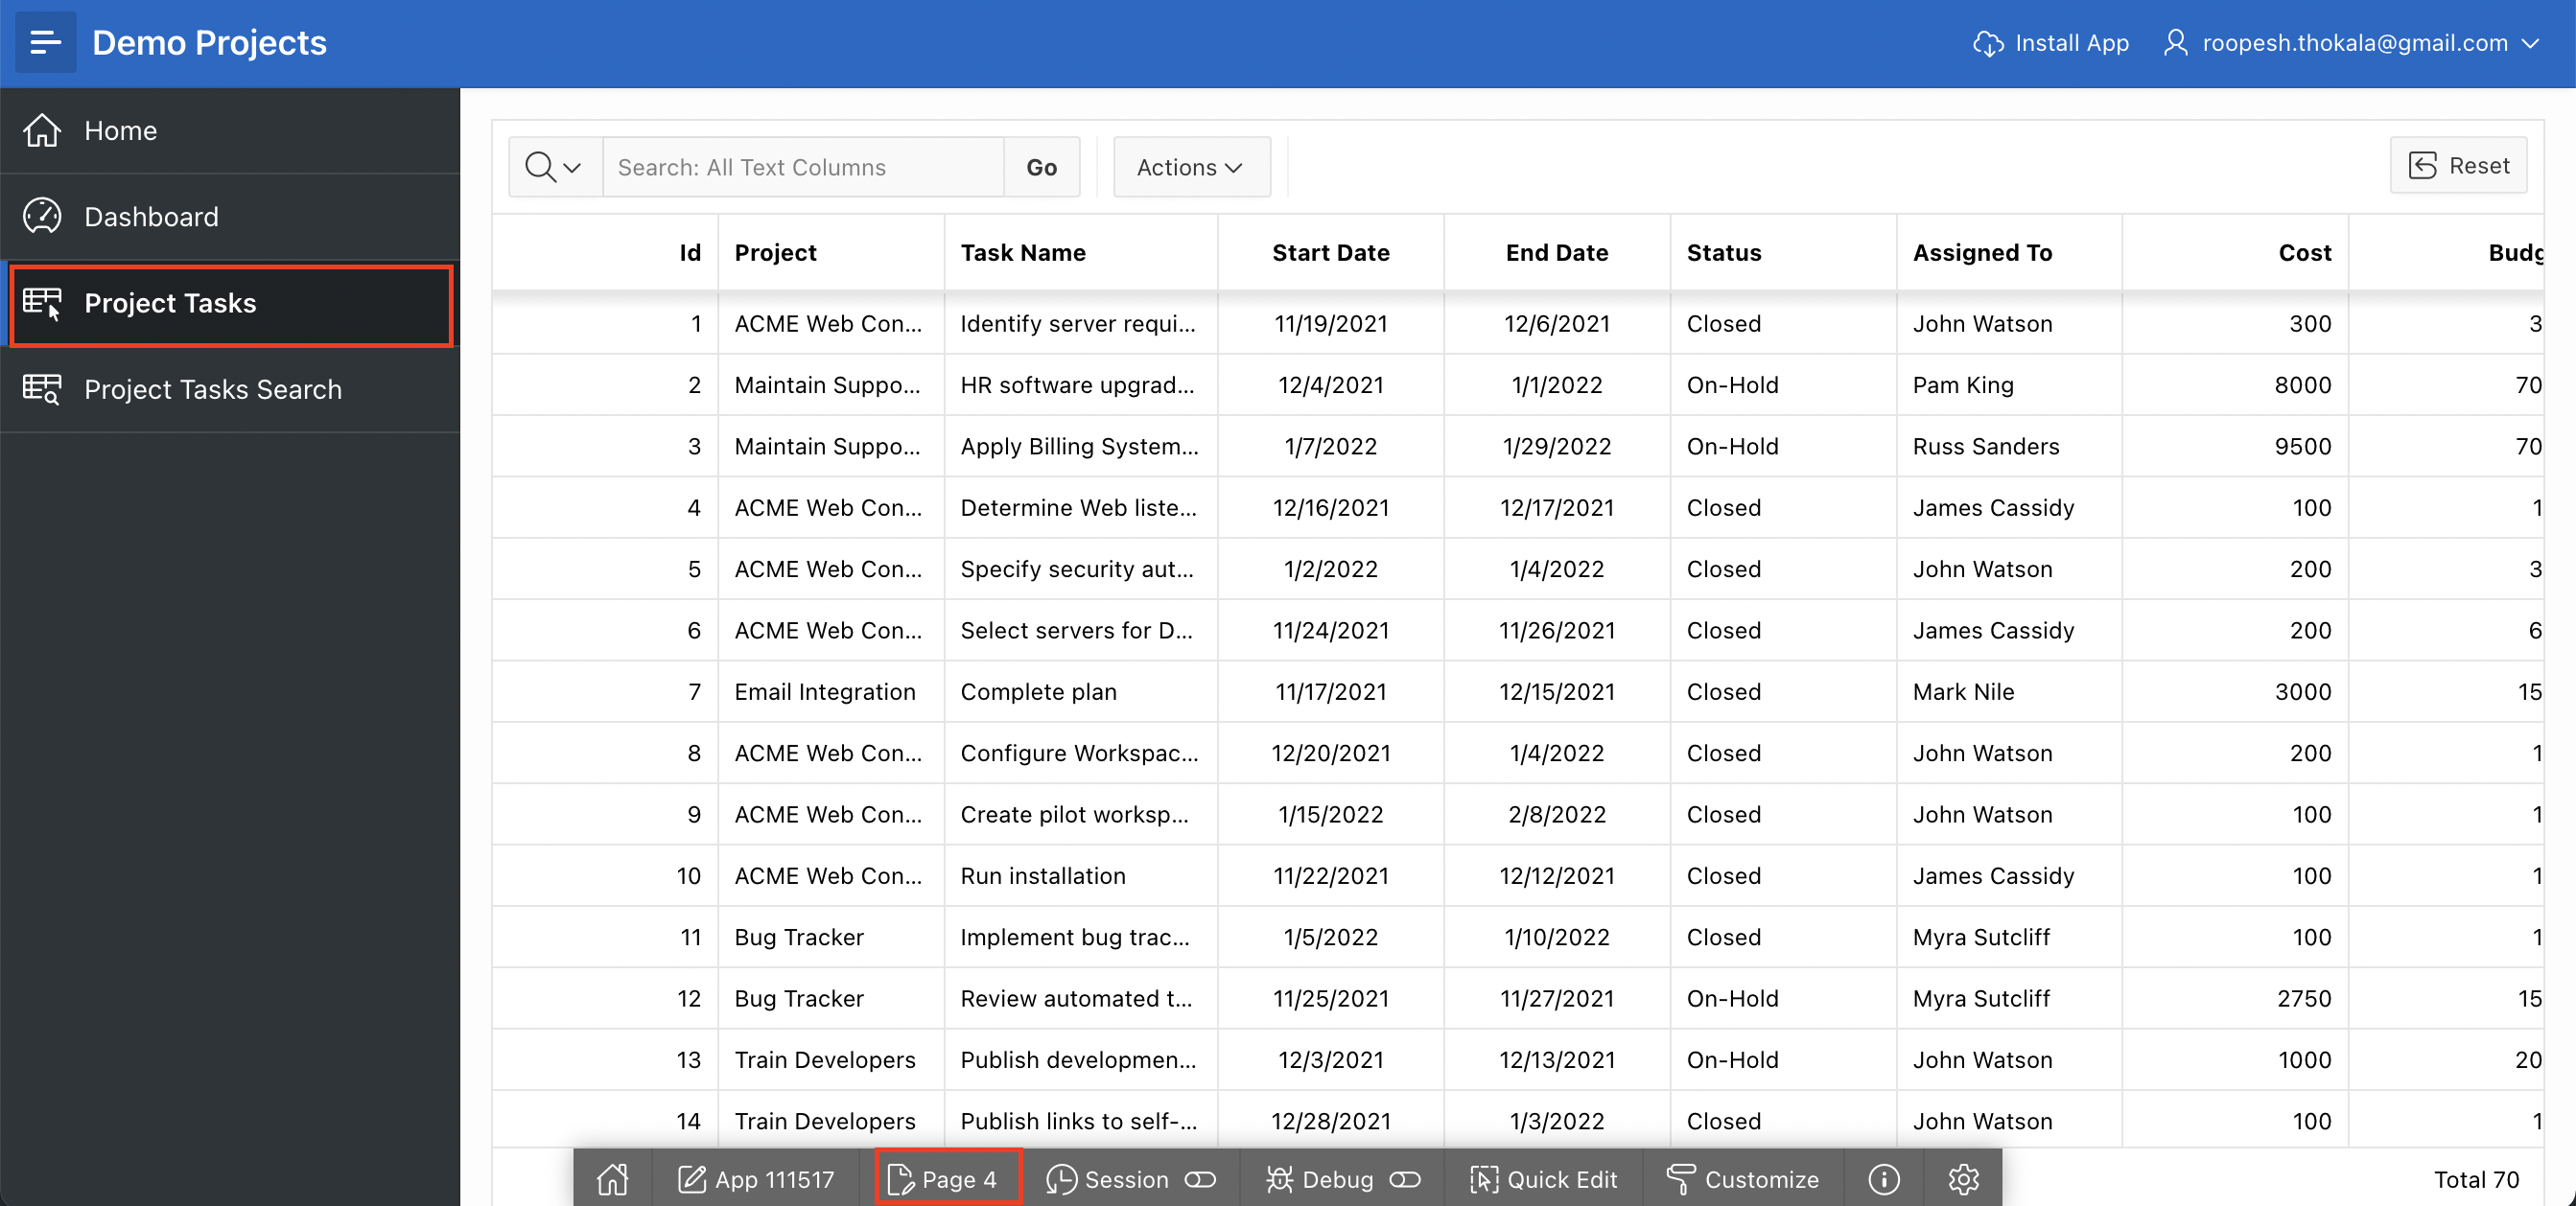 Demo Projects
Install App
roopesh.thokala@gmail.com
Home
Dashboard
Project Tasks
Project Tasks Search
Search: All Text Columns
Go
Actions
Reset
Id Project Task Name Start Date End Date Status Assigned To Cost Budg
1 ACME Web Con... Identify server requi... 11/19/2021 12/6/2021 Closed John Watson 300 3
2 Maintain Suppo... HR software upgrad... 12/4/2021 1/1/2022 On-Hold Pam King 8000 70
3 Maintain Suppo... Apply Billing System... 1/7/2022 1/29/2022 On-Hold Russ Sanders 9500 70
4 ACME Web Con... Determine Web liste... 12/16/2021 12/17/2021 Closed James Cassidy 100 1
5 ACME Web Con... Specify security aut... 1/2/2022 1/4/2022 Closed John Watson 200 3
6 ACME Web Con... Select servers for D... 11/24/2021 11/26/2021 Closed James Cassidy 200 6
7 Email Integration Complete plan 11/17/2021 12/15/2021 Closed Mark Nile 3000 15
8 ACME Web Con... Configure Workspac... 12/20/2021 1/4/2022 Closed John Watson 200 1
9 ACME Web Con... Create pilot worksp... 1/15/2022 2/8/2022 Closed John Watson 100 1
10 ACME Web Con... Run installation 11/22/2021 12/12/2021 Closed James Cassidy 100 1
11 Bug Tracker Implement bug trac... 1/5/2022 1/10/2022 Closed Myra Sutcliff 100 1
12 Bug Tracker Review automated t... 11/25/2021 11/27/2021 On-Hold Myra Sutcliff 2750 15
13 Train Developers Publish developmen... 12/3/2021 12/13/2021 On-Hold John Watson 1000 20
14 Train Developers Publish links to self-... 12/28/2021 1/3/2022 Closed John Watson 100 1
App 111517
Page 4
Session
Debug
Quick Edit
Customize
Total 70